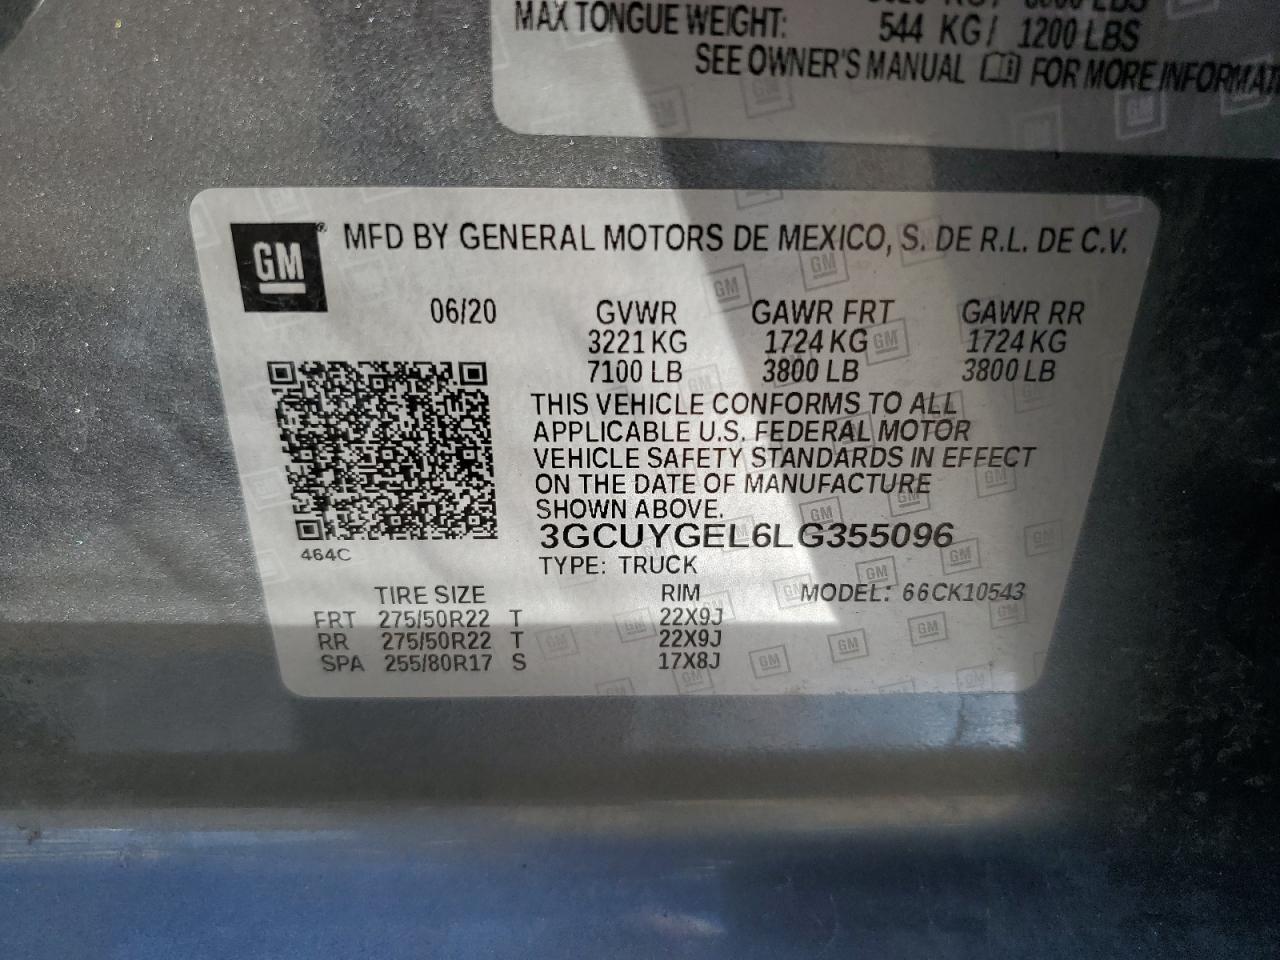 MAX TONGUE WEIGHT: 544 KG / 1200 LBS
SEE OWNER'S MANUAL FOR MORE
GM
MFD BY GENERAL MOTORS DE MEXICO, S. DE R.L. DE C.V.
06/20 GVWR GAWR FRT GAWR RR
3221 KG 1724 KG 1724 KG
7100 LB 3800 LB 3800 LB
THIS VEHICLE CONFORMS TO ALL
APPLICABLE U.S. FEDERAL MOTOR
VEHICLE SAFETY STANDARDS IN EFFECT
ON THE DATE OF MANUFACTURE
SHOWN ABOVE.
3GCUYGEL6LG355096
464C
TYPE: TRUCK
TIRE SIZE RIM MODEL: 66CK10543
FRT 275/50R22 T 22X9J
RR 275/50R22 T 22X9J
SPA 255/80R17 S 17X8J